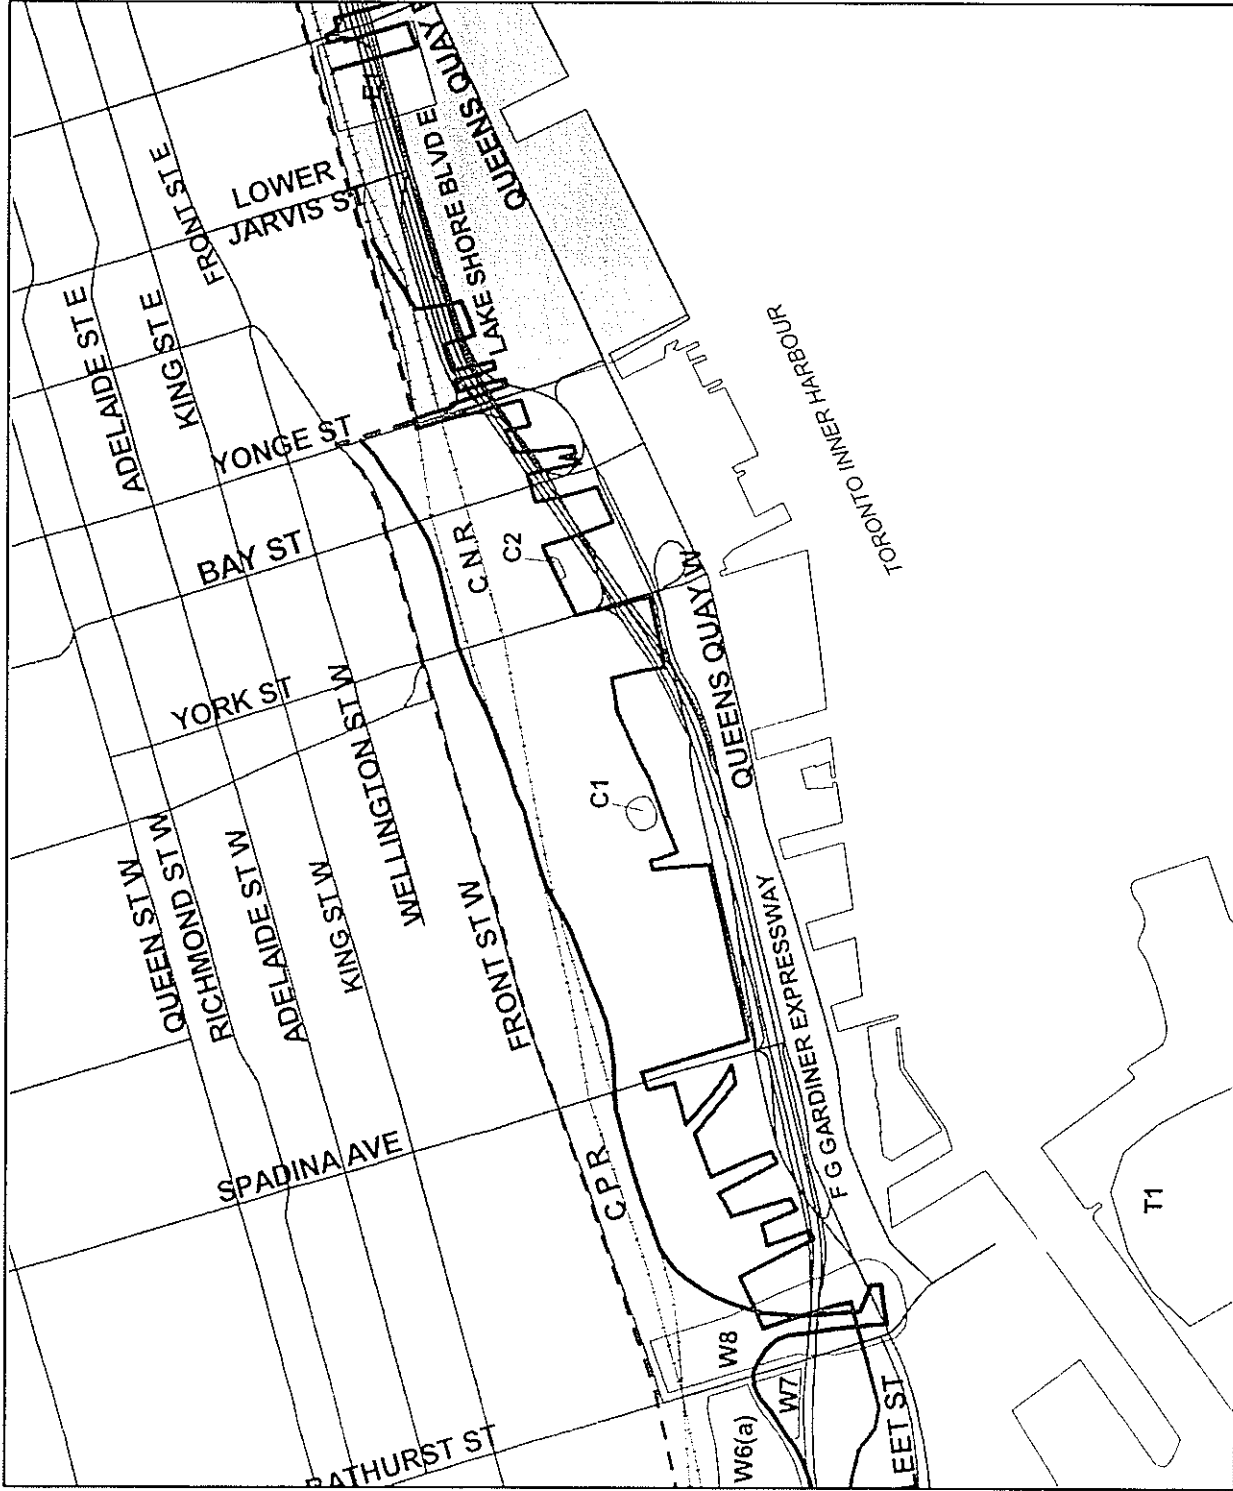 QUEENS QUAY E
E1
LOWER
JARVIS S
FRONT ST E
LAKE SHORE BLVD E
QUEENS QUAY
ADELAIDE ST E
KING ST E
YONGE ST
BAY ST
C.N.R
C2
TORONTO INNER HARBOUR
YORK ST
WELLINGTON ST W
QUEENS QUAY W
C1
QUEEN ST W
RICHMOND ST W
ADELAIDE ST W
KING ST W
FRONT ST W
F G GARDINER EXPRESSWAY
SPADINA AVE
C.P.R.
T1
W8
W7
W6(a)
BATHURST ST
LEET ST